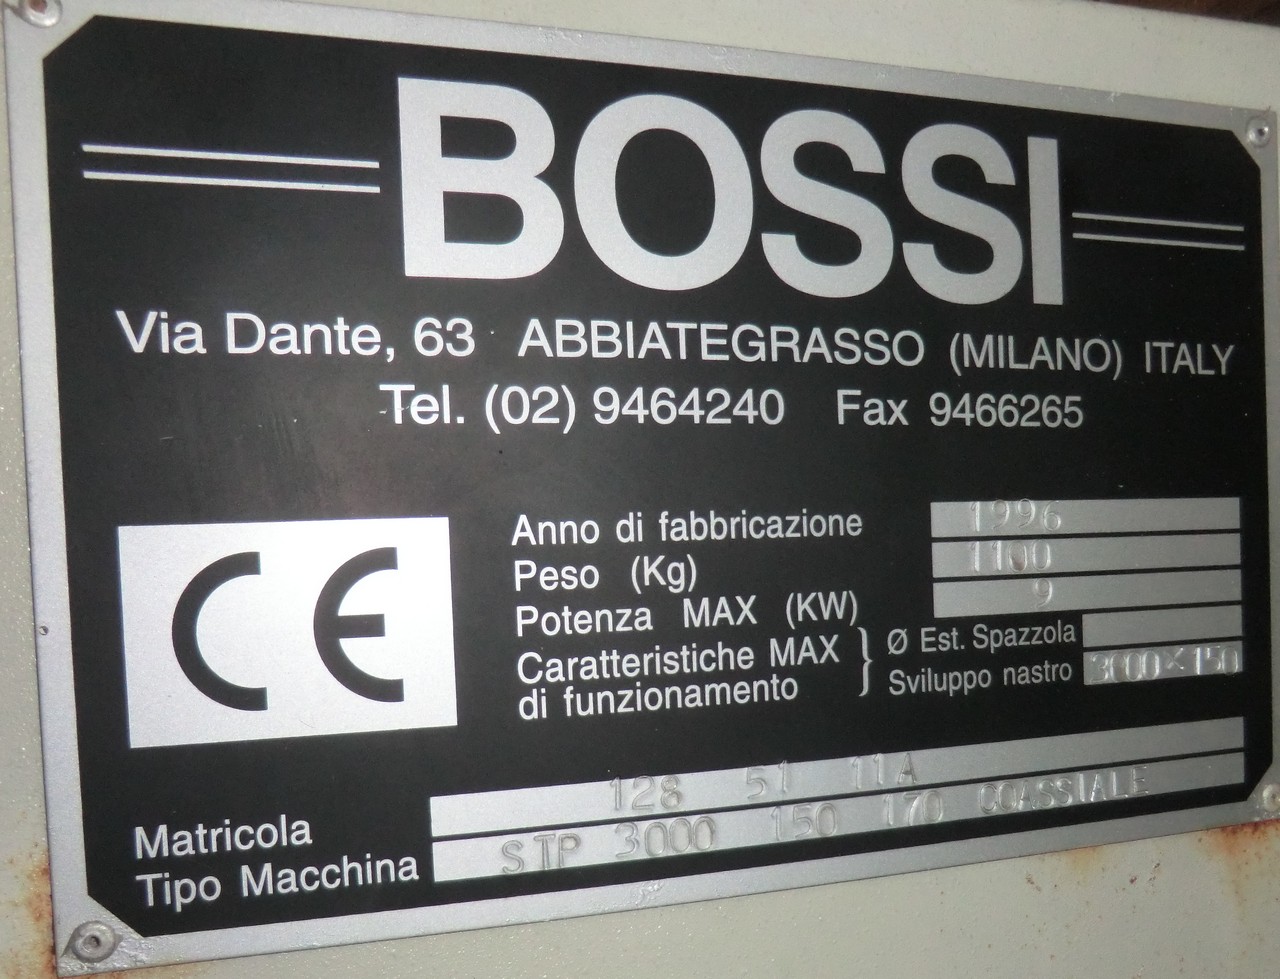 BOSSI
Via Dante, 63 ABBIATEGRASSO (MILANO) ITALY
Tel. (02) 9464240 Fax 9466265
CE
Anno di fabbricazione 1996
Peso (Kg) 1100
Potenza MAX (KW) 9
Caratteristiche MAX di funzionamento } Ø Est. Spazzola
Sviluppo nastro 3000×150
Matricola 128 51 11A
Tipo Macchina STP 3000 150 170 COASSIALE